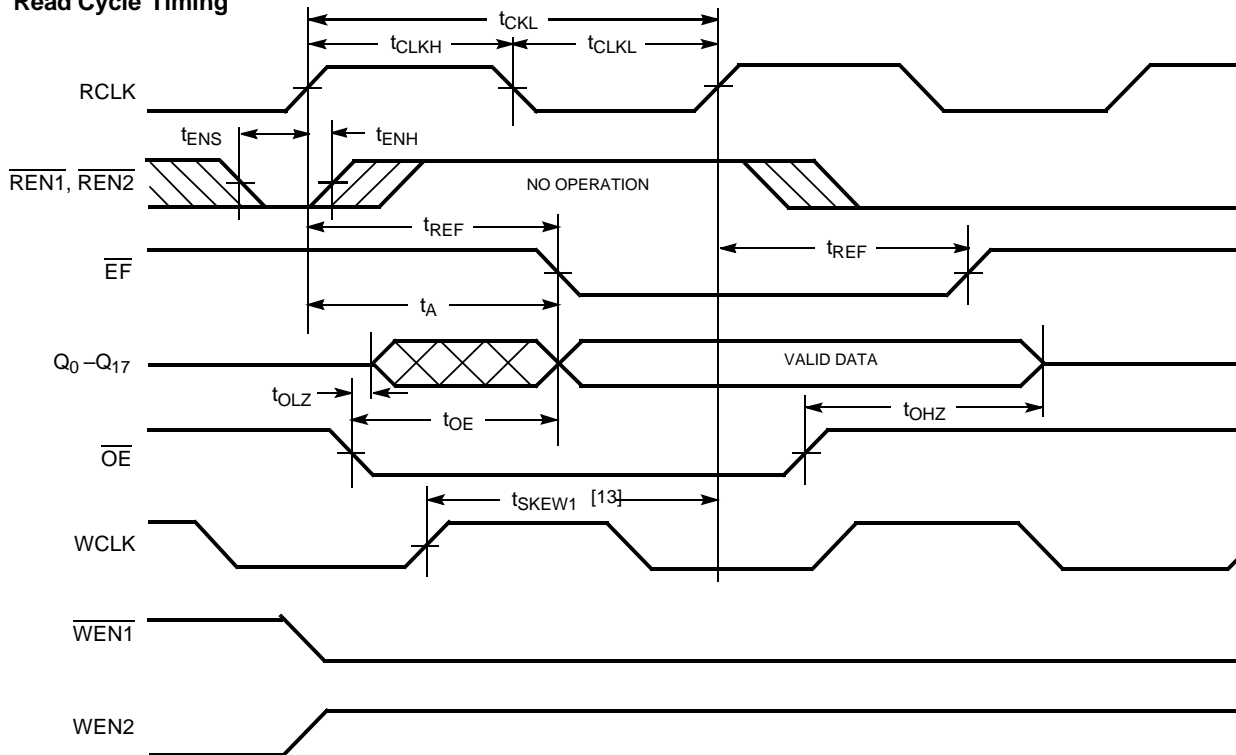 Read Cycle Timing
tCKL
tCLKH
tCLKL
RCLK
tENS
tENH
REN1, REN2
NO OPERATION
tREF
tREF
EF
tA
Q0 –Q17
VALID DATA
tOLZ
tOE
tOHZ
OE
tSKEW1 [13]
WCLK
WEN1
WEN2